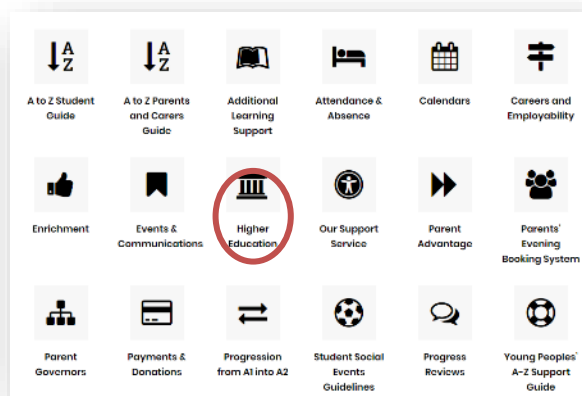 A
Z
A
Z
A to Z Student
Guide
A to Z Parents
and Carers
Guide
Additional
Learning
Support
Attendance &
Absence
Calendars
Careers and
Employability
Enrichment
Events &
Communications
Higher
Education
Our Support
Service
Parent
Advantage
Parents'
Evening
Booking System
Parent
Governors
Payments &
Donations
Progression
from A1 into A2
Student Social
Events
Guidelines
Progress
Reviews
Young Peoples'
A-Z Support
Guide